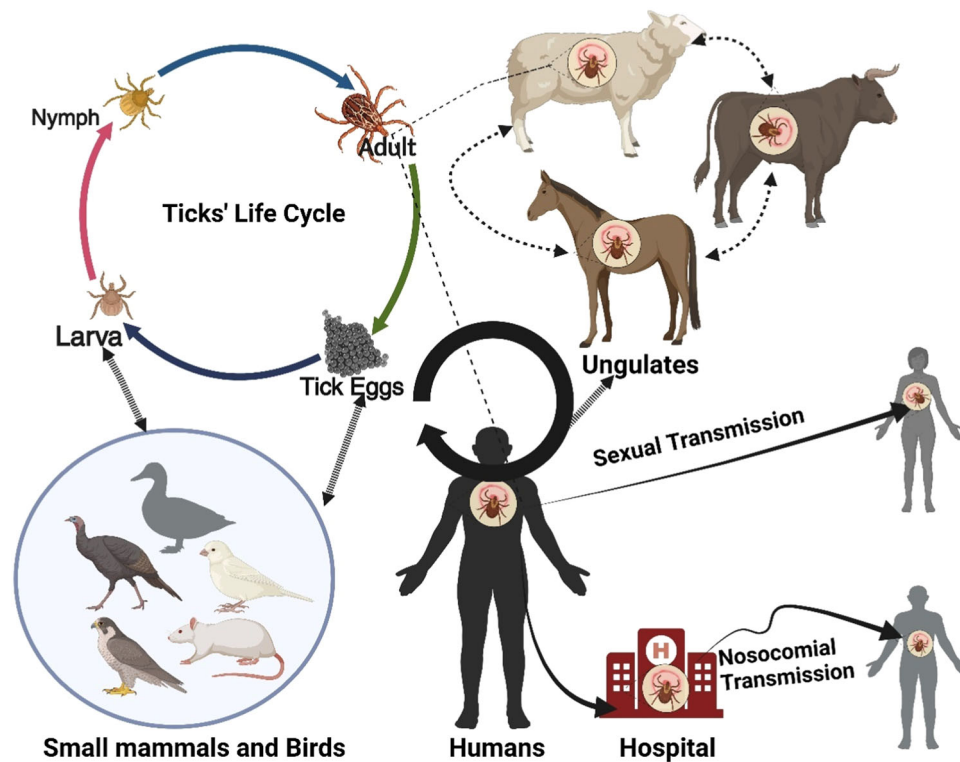 Nymph
Adult
Ticks' Life Cycle
Larva
Tick Eggs
Ungulates
Sexual Transmission
H
Nosocomial
Transmission
Small mammals and Birds
Humans
Hospital